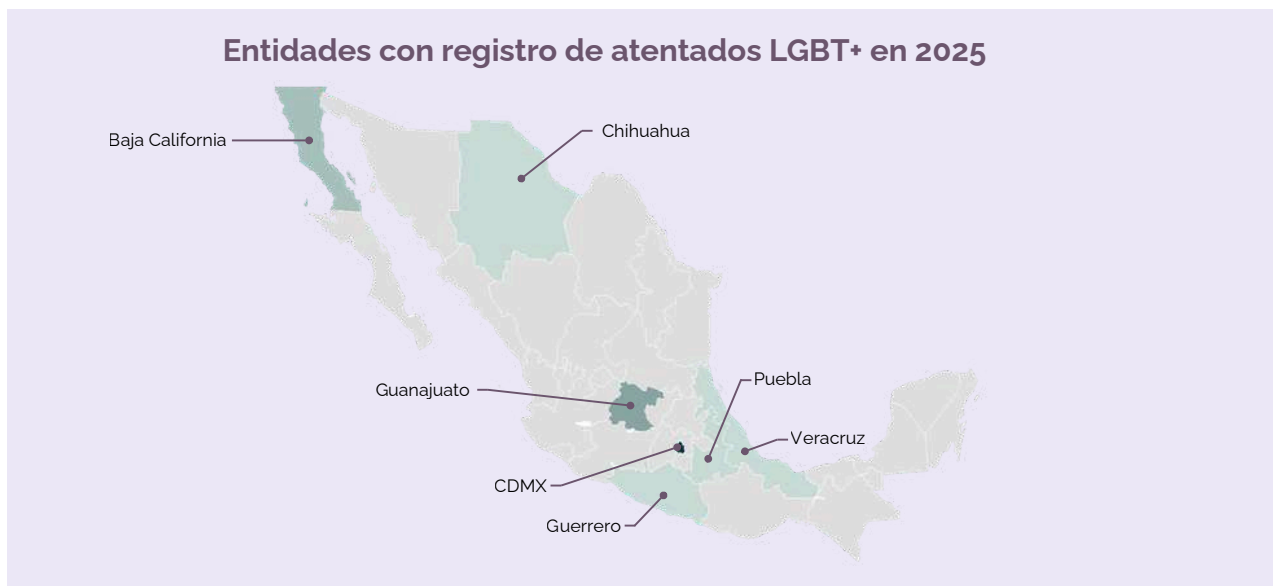 Entidades con registro de atentados LGBT+ en 2025
Baja California
Chihuahua
Guanajuato
Puebla
Veracruz
CDMX
Guerrero